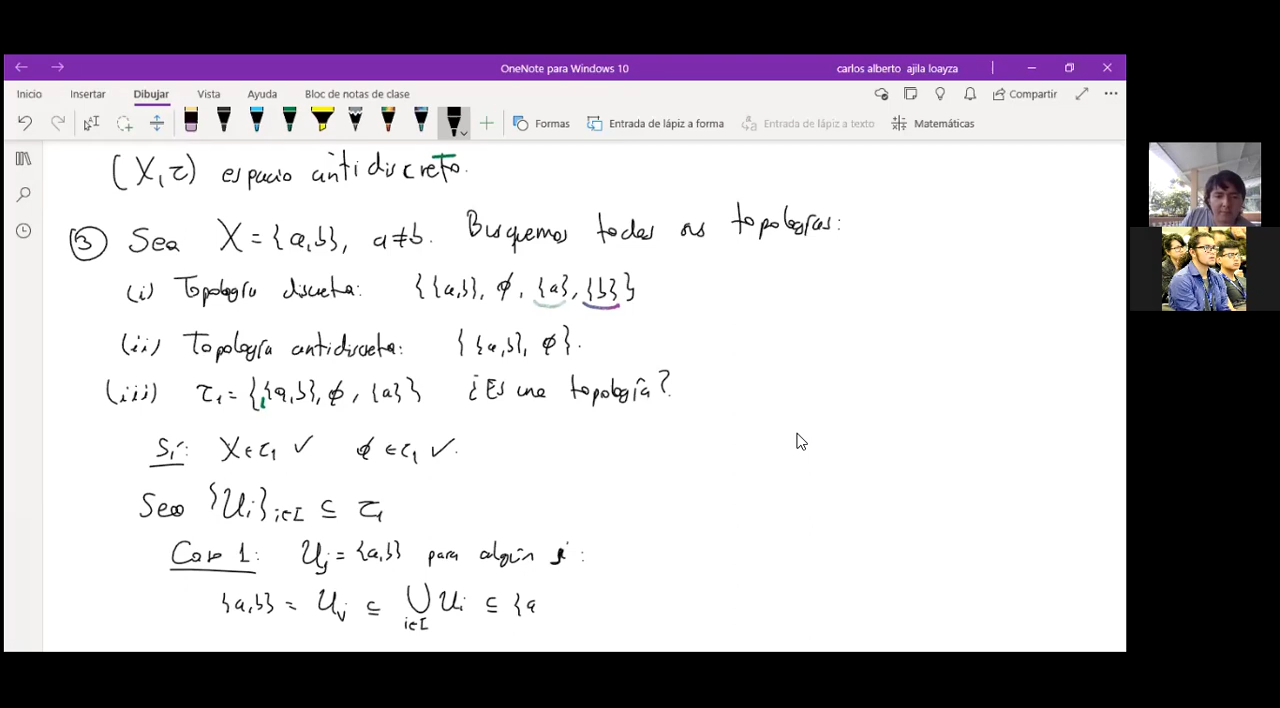 OneNote para Windows 10
carlos alberto ajila loayza
Inicio Insertar Dibujar Vista Ayuda Bloc de notas de clase
Compartir
Formas Entrada de lápiz a forma Entrada de lápiz a texto Matemáticas
(X,τ) espacio antidiscreto.
③ Sea X = {a,b}, a≠b. Busquemos todas as topologías:
(i) Topología discreta: {{a,b}, ∅, {a}, {b}}
(ii) Topología antidiscreta: {{a,b}, ∅}.
(iii) τ₁ = {{a,b}, ∅, {a}} ¿Es una topología?
Sí: X ∈ τ₁ ✓ ∅ ∈ τ₁ ✓.
Sea {Ui}i∈I ⊆ τ₁
Caso 1: Uj = {a,b} para algún j:
{a,b} = Uj ⊆ ⋃i∈I Ui ⊆ {a